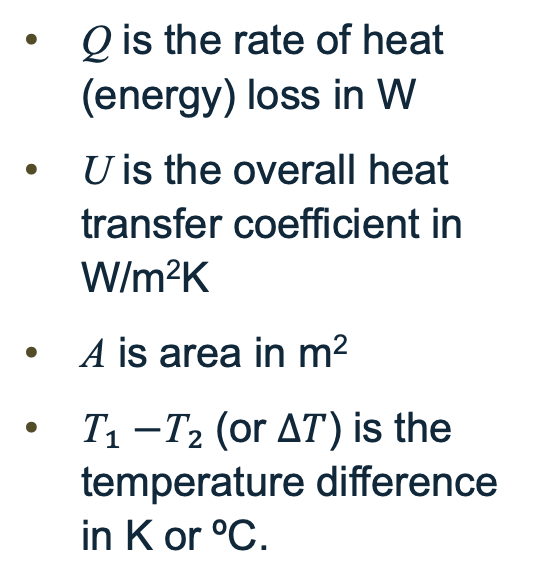 • Q is the rate of heat
(energy) loss in W
• U is the overall heat
transfer coefficient in
W/m²K
• A is area in m²
• T₁ –T₂ (or ΔT) is the
temperature difference
in K or ºC.